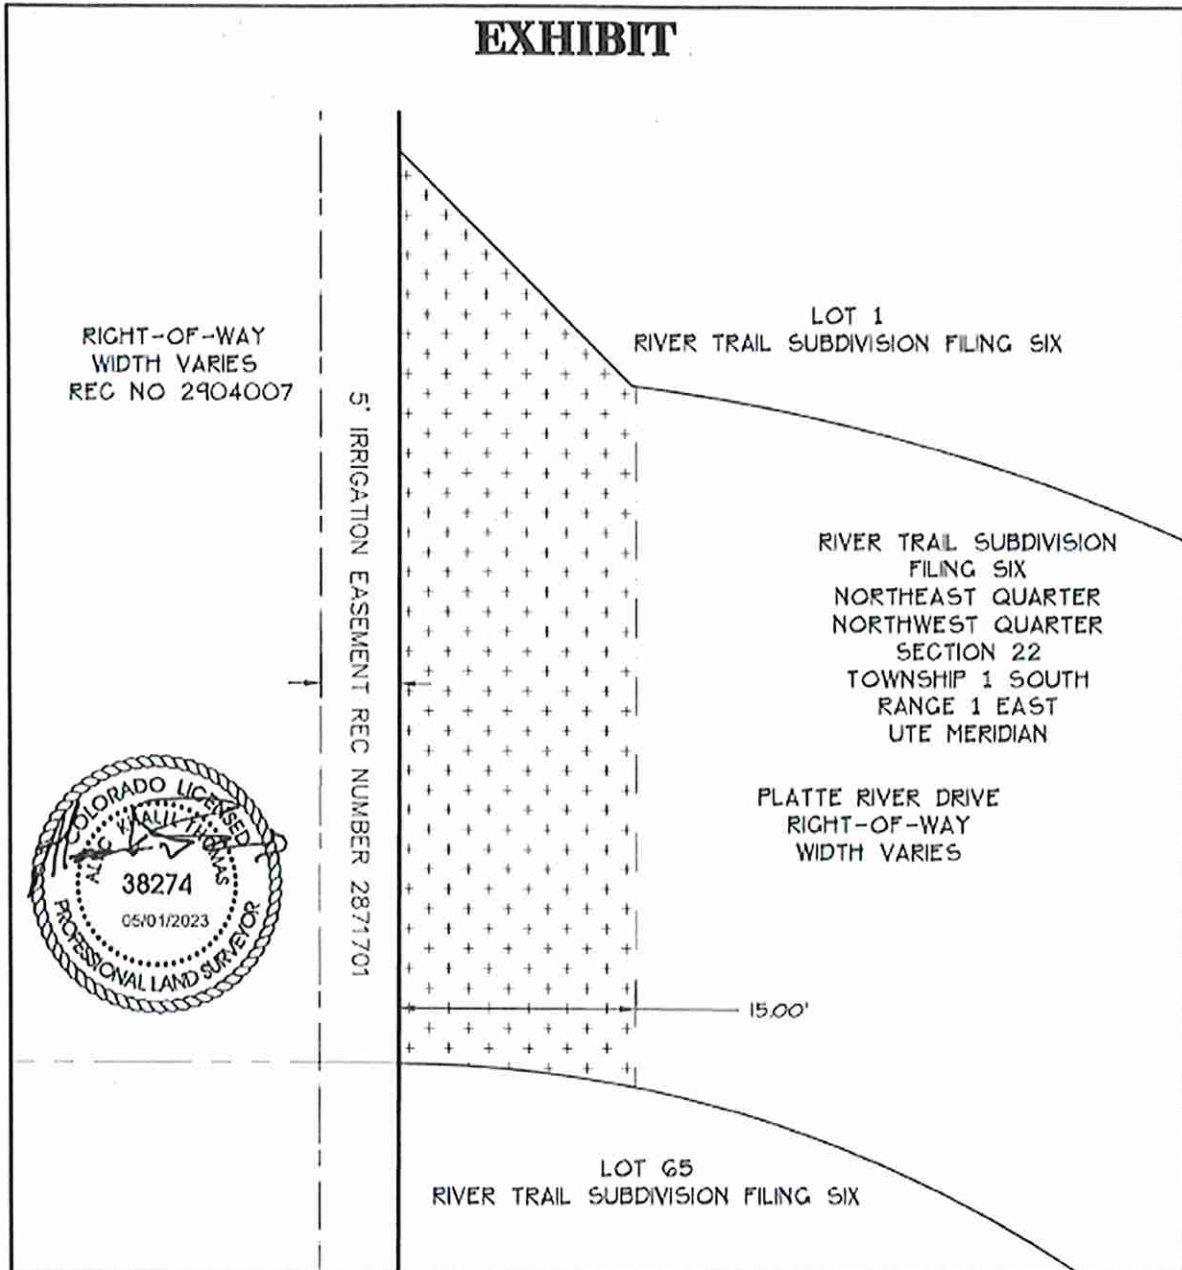 EXHIBIT
RIGHT-OF-WAY
WIDTH VARIES
REC NO 2904007
5' IRRIGATION EASEMENT REC NUMBER 2871701
LOT 1
RIVER TRAIL SUBDIVISION FILING SIX
RIVER TRAIL SUBDIVISION
FILING SIX
NORTHEAST QUARTER
NORTHWEST QUARTER
SECTION 22
TOWNSHIP 1 SOUTH
RANGE 1 EAST
UTE MERIDIAN
PLATTE RIVER DRIVE
RIGHT-OF-WAY
WIDTH VARIES
COLORADO LICENSED
KHALIL THOMAS
38274
05/01/2023
PROFESSIONAL LAND SURVEYOR
15.00'
LOT 65
RIVER TRAIL SUBDIVISION FILING SIX